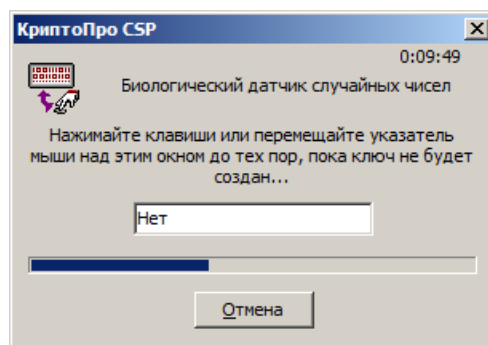 КриптоПро CSP
0:09:49
Биологический датчик случайных чисел
Нажимайте клавиши или перемещайте указатель
мыши над этим окном до тех пор, пока ключ не будет
создан...
Нет
Отмена